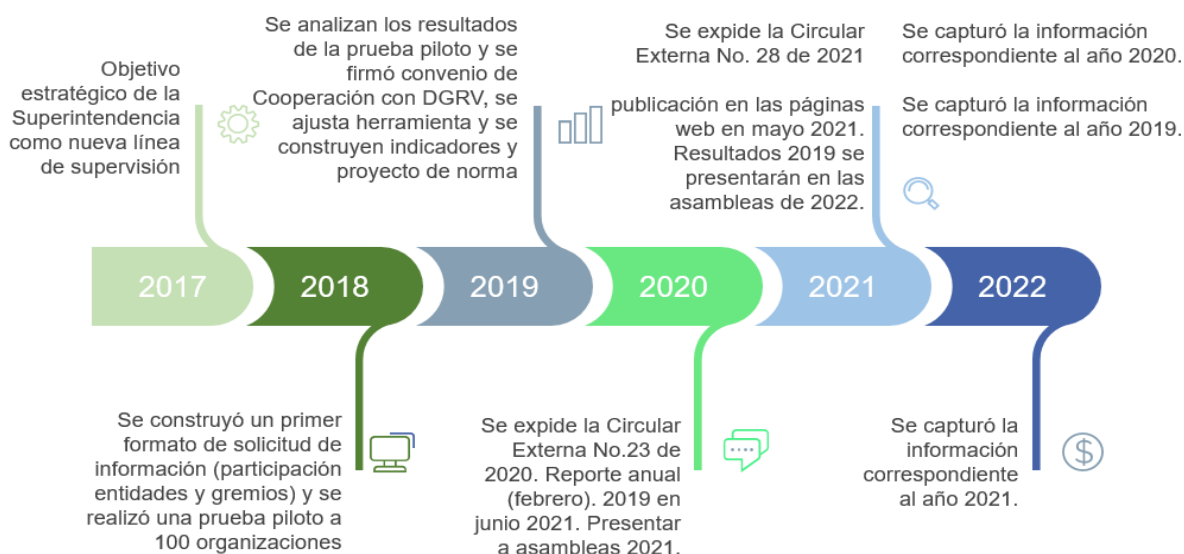 Objetivo
estratégico de la
Superintendencia
como nueva línea
de supervisión
Se analizan los resultados
de la prueba piloto y se
firmó convenio de
Cooperación con DGRV, se
ajusta herramienta y se
construyen indicadores y
proyecto de norma
Se expide la Circular
Externa No. 28 de 2021
publicación en las páginas
web en mayo 2021.
Resultados 2019 se
presentarán en las
asambleas de 2022.
Se capturó la información
correspondiente al año 2020.
Se capturó la información
correspondiente al año 2019.
2017
2018
2019
2020
2021
2022
Se construyó un primer
formato de solicitud de
información (participación
entidades y gremios) y se
realizó una prueba piloto a
100 organizaciones
Se expide la Circular
Externa No.23 de
2020. Reporte anual
(febrero). 2019 en
junio 2021. Presentar
a asambleas 2021.
Se capturó la
información
correspondiente
al año 2021.